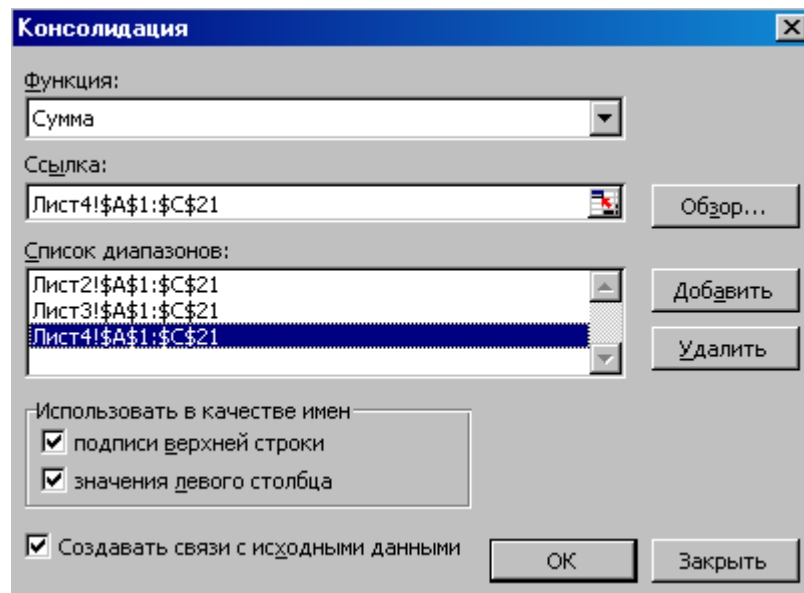 Консолидация
Функция:
Сумма
Ссылка:
Лист4!$A$1:$C$21
Обзор...
Список диапазонов:
Лист2!$A$1:$C$21
Лист3!$A$1:$C$21
Лист4!$A$1:$C$21
Добавить
Удалить
Использовать в качестве имен
подписи верхней строки
значения левого столбца
Создавать связи с исходными данными
ОК
Закрыть